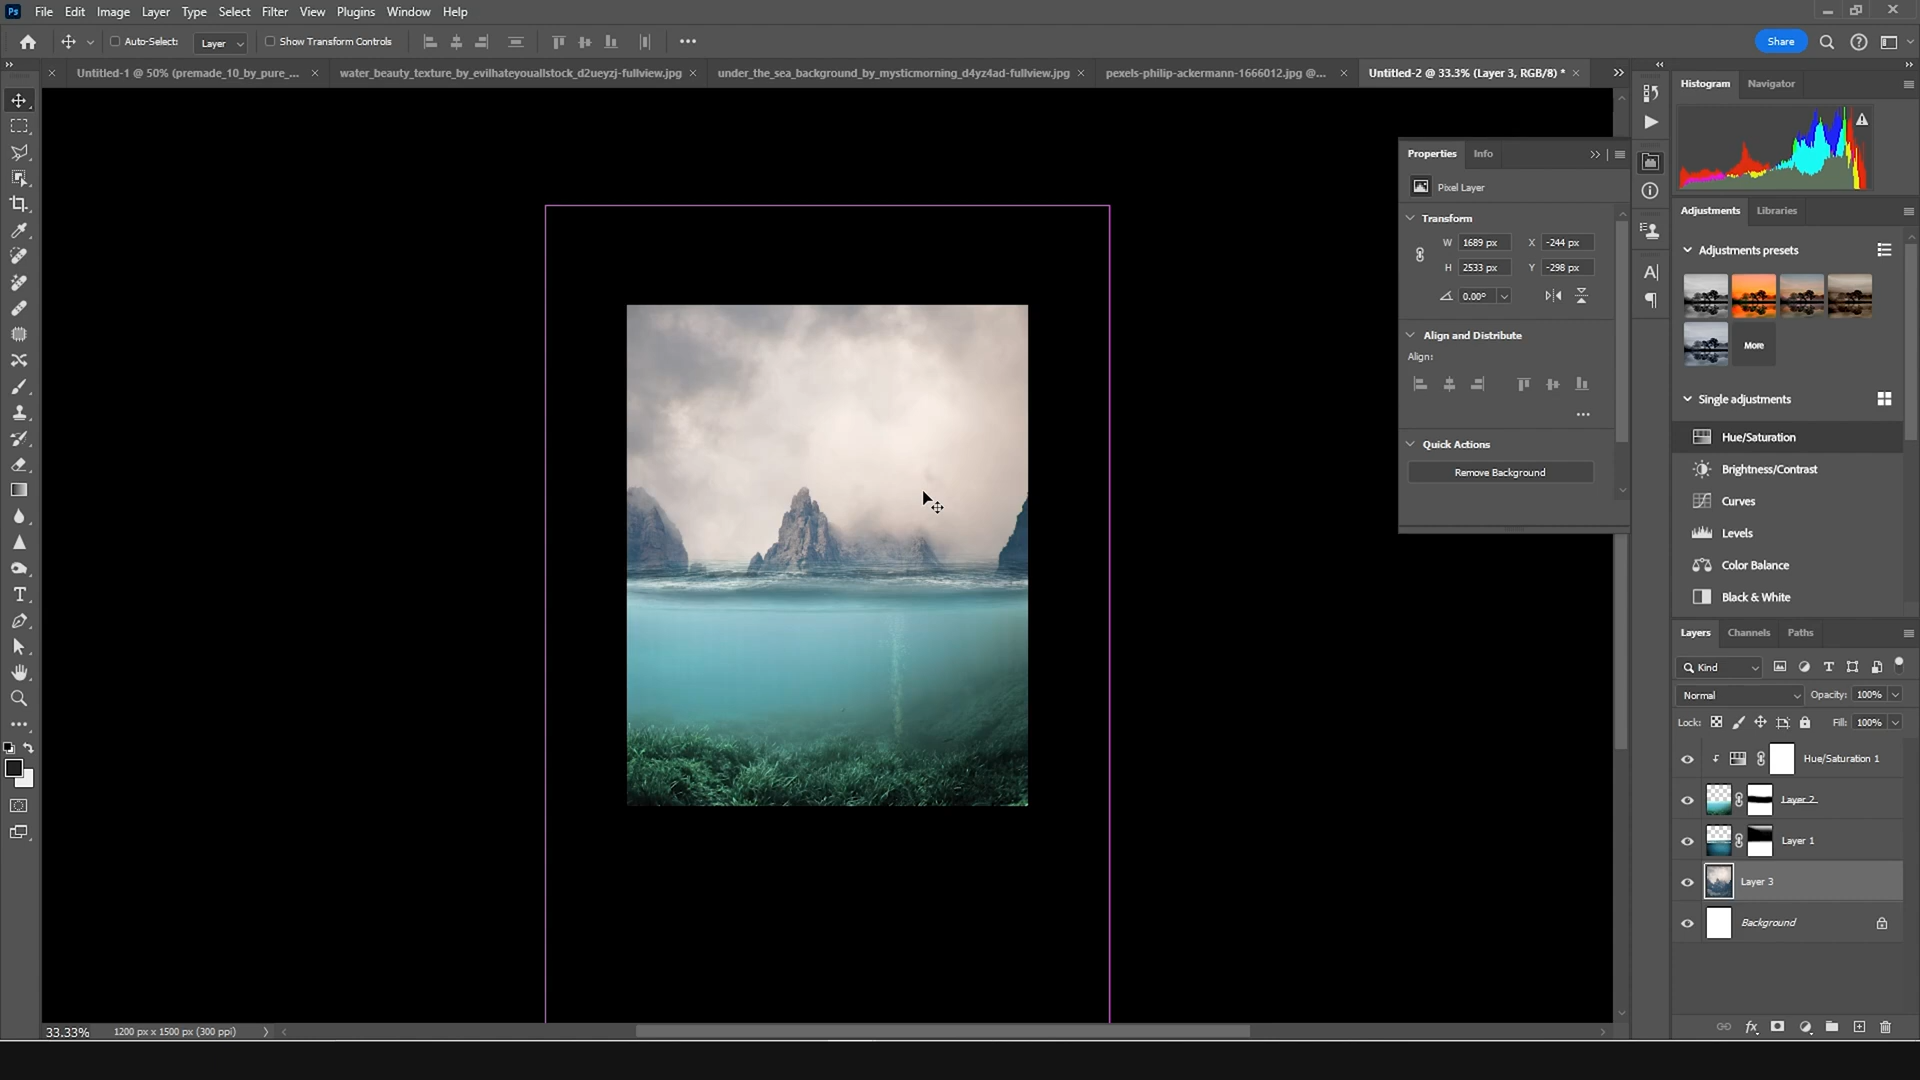 Ps File Edit Image Layer Type Select Filter View Plugins Window Help
Auto-Select: Layer Show Transform Controls Share
Untitled-1 @ 50% (premade_10_by_pure_... water_beauty_texture_by_evilhateyouallstock_d2ueyzj-fullview.jpg under_the_sea_background_by_mysticmorning_d4yz4ad-fullview.jpg pexels-philip-ackermann-1666012.jpg @... Untitled-2 @ 33.3% (Layer 3, RGB/8) *
Histogram Navigator
Properties Info
Pixel Layer
Transform
W 1689 px X -244 px
H 2533 px Y -298 px
0.00°
Align and Distribute
Align:
Quick Actions
Remove Background
Adjustments Libraries
Adjustments presets
More
Single adjustments
Hue/Saturation
Brightness/Contrast
Curves
Levels
Color Balance
Black & White
Layers Channels Paths
Kind
Normal Opacity: 100%
Lock: Fill: 100%
Hue/Saturation 1
Layer 2
Layer 1
Layer 3
Background
33.33% 1200 px x 1500 px (300 ppi)